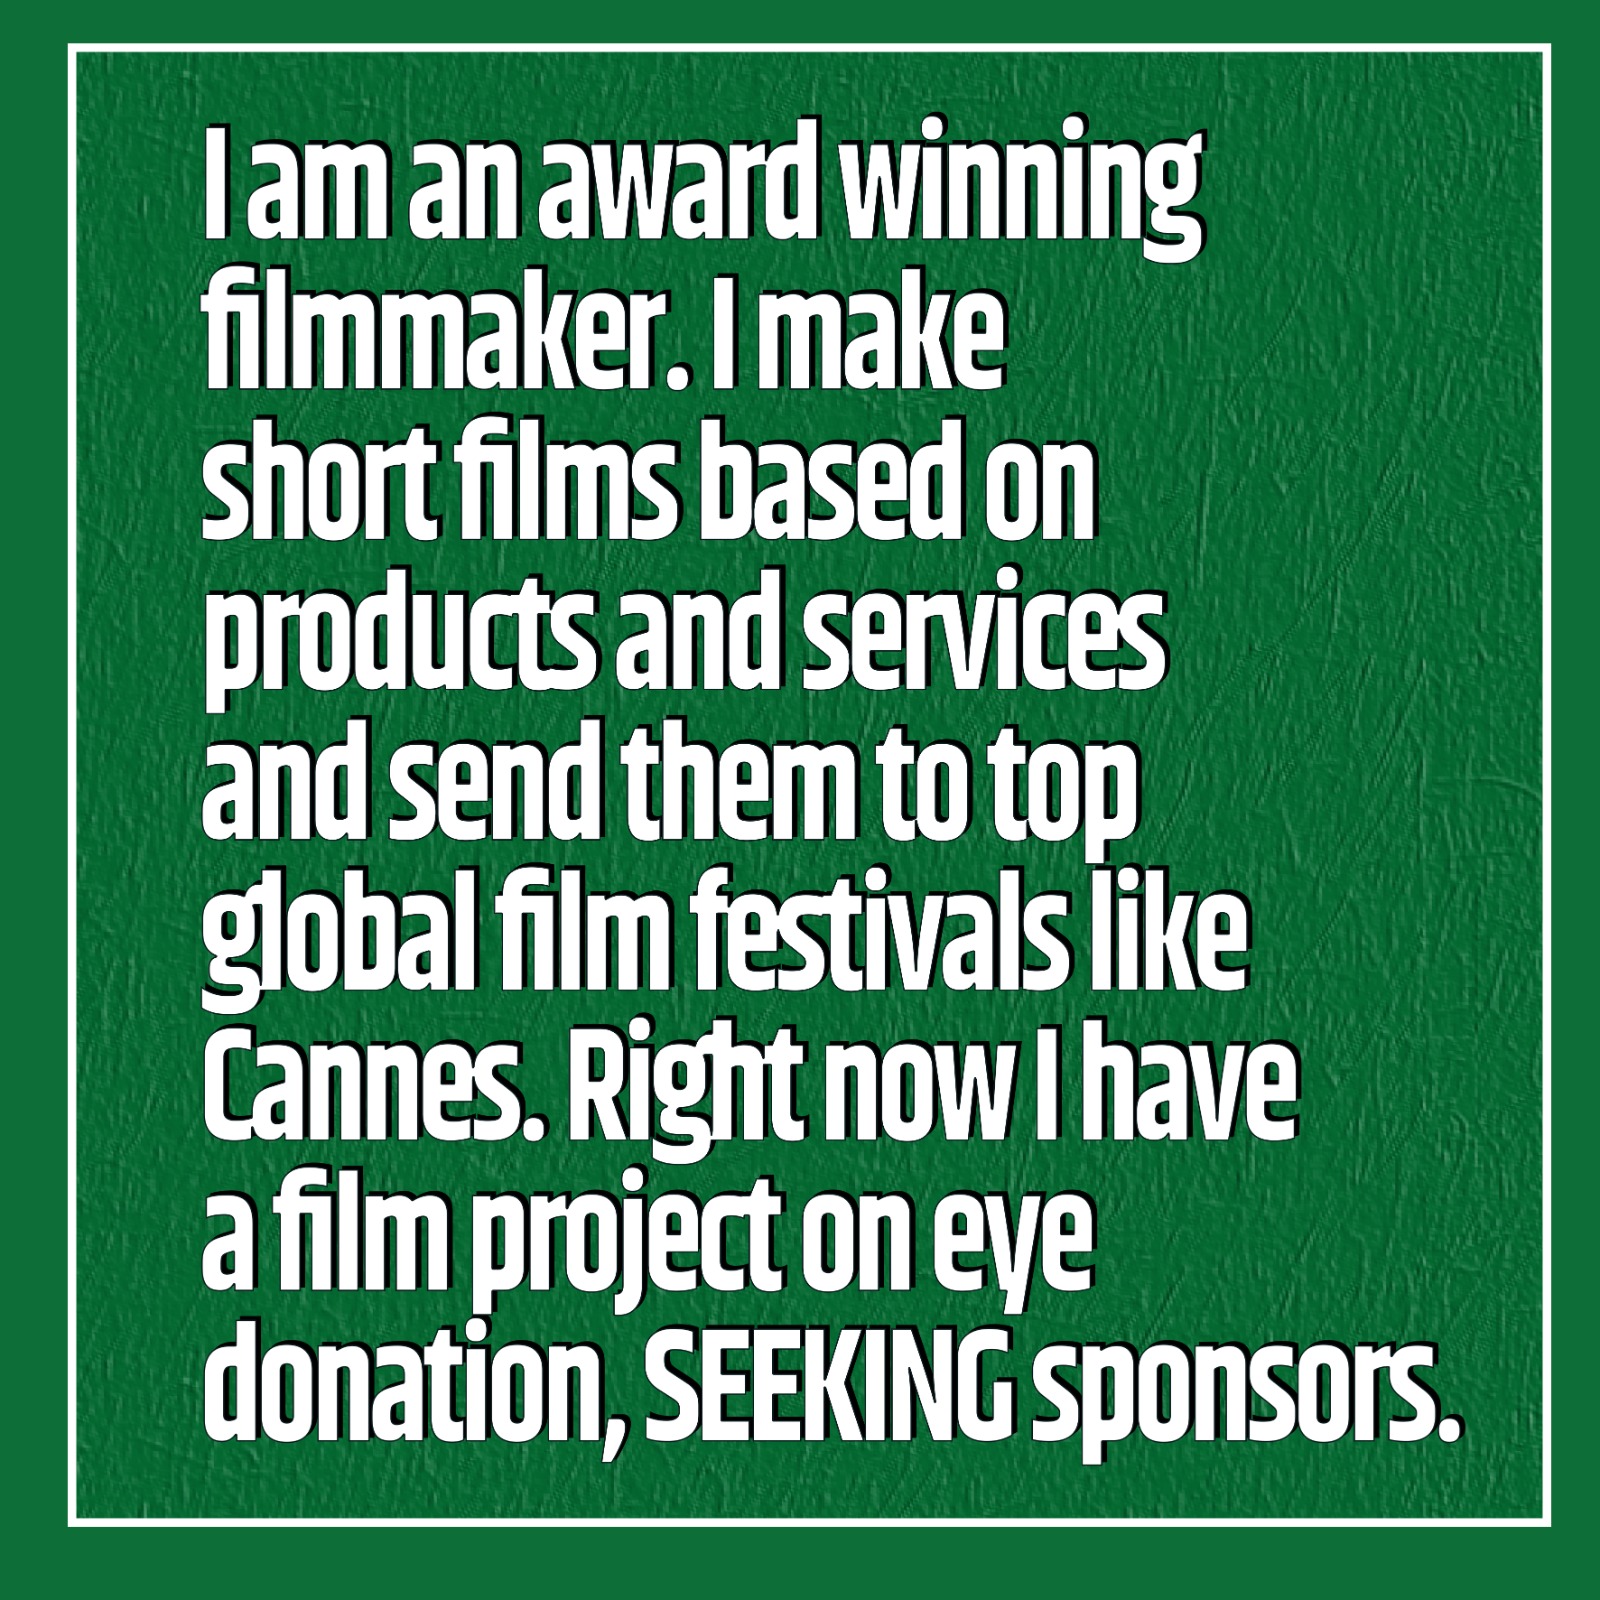 I am an award winning
filmmaker. I make
short films based on
products and services
and send them to top
global film festivals like
Cannes. Right now I have
a film project on eye
donation, SEEKING sponsors.